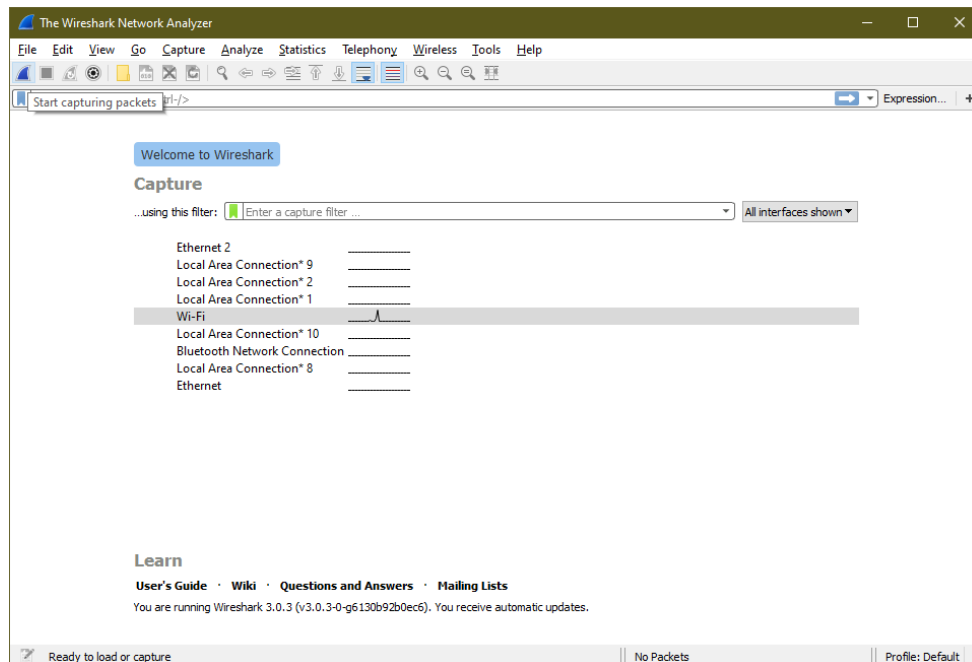 The Wireshark Network Analyzer
File Edit View Go Capture Analyze Statistics Telephony Wireless Tools Help
Start capturing packets trl-/> Expression... +
Welcome to Wireshark
Capture
...using this filter: Enter a capture filter ... All interfaces shown
Ethernet 2
Local Area Connection* 9
Local Area Connection* 2
Local Area Connection* 1
Wi-Fi
Local Area Connection* 10
Bluetooth Network Connection
Local Area Connection* 8
Ethernet
Learn
User's Guide · Wiki · Questions and Answers · Mailing Lists
You are running Wireshark 3.0.3 (v3.0.3-0-g6130b92b0ec6). You receive automatic updates.
Ready to load or capture No Packets Profile: Default